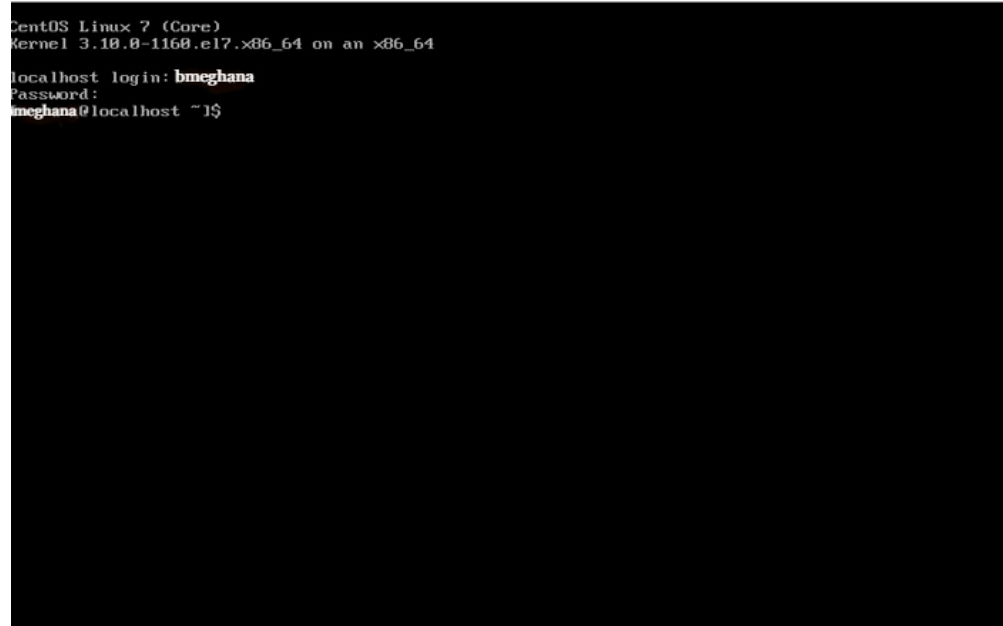 CentOS Linux 7 (Core)
Kernel 3.10.0-1160.el7.x86_64 on an x86_64
localhost login: bmeghana
Password:
meghana@localhost ~]$